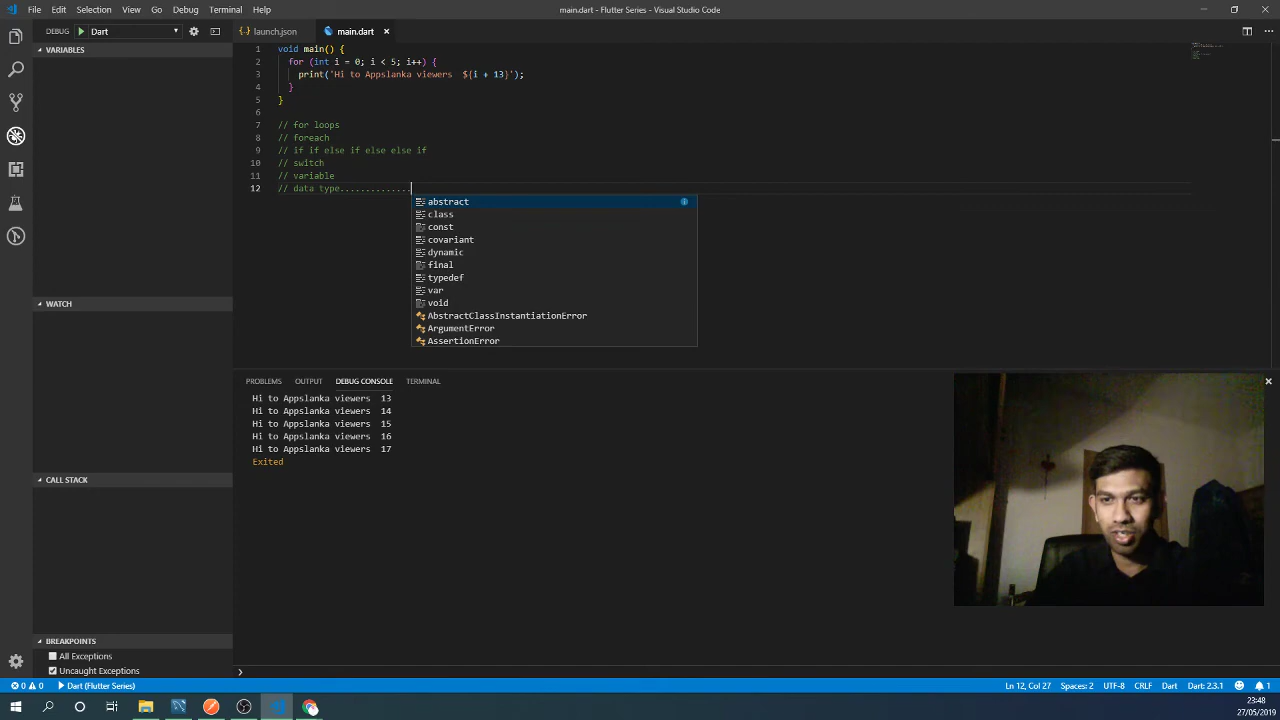 File Edit Selection View Go Debug Terminal Help
main.dart - Flutter Series - Visual Studio Code
DEBUG Dart
launch.json main.dart
VARIABLES
1 void main() {
2 for (int i = 0; i < 5; i++) {
3 print('Hi to Appslanka viewers  ${i + 13}');
4 }
5 }
6
7 // for loops
8 // foreach
9 // if if else if else else if
10 // switch
11 // variable
12 // data type..............
abstract
class
const
covariant
dynamic
final
typedef
var
void
AbstractClassInstantiationError
ArgumentError
AssertionError
WATCH
CALL STACK
BREAKPOINTS
All Exceptions
Uncaught Exceptions
PROBLEMS OUTPUT DEBUG CONSOLE TERMINAL
Hi to Appslanka viewers  13
Hi to Appslanka viewers  14
Hi to Appslanka viewers  15
Hi to Appslanka viewers  16
Hi to Appslanka viewers  17
Exited
0 0 Dart (Flutter Series) Ln 12, Col 27 Spaces: 2 UTF-8 CRLF Dart Dart: 2.3.1 1
23:48
27/05/2019